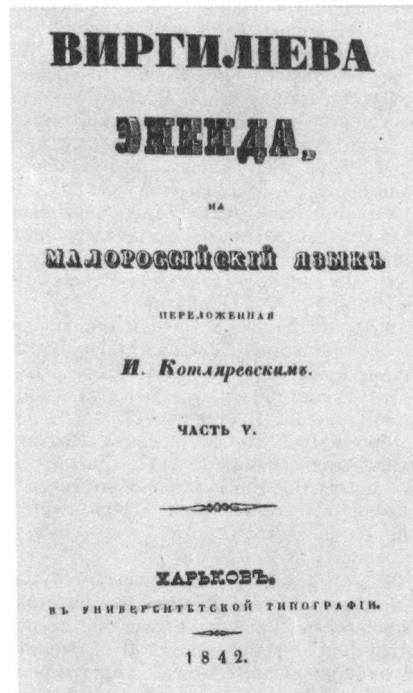 ВИРГИЛІЕВА
ЭНЕИДА,
НА
МАЛОРОССІЙСКІЙ ЯЗЫКЪ
ПЕРЕЛОЖЕННАЯ
И. Котляревскимъ.
ЧАСТЬ V.
ХАРЬКОВЪ.
ВЪ УНИВЕРСИТЕТСКОЙ ТИПОГРАФІИ.
1842.